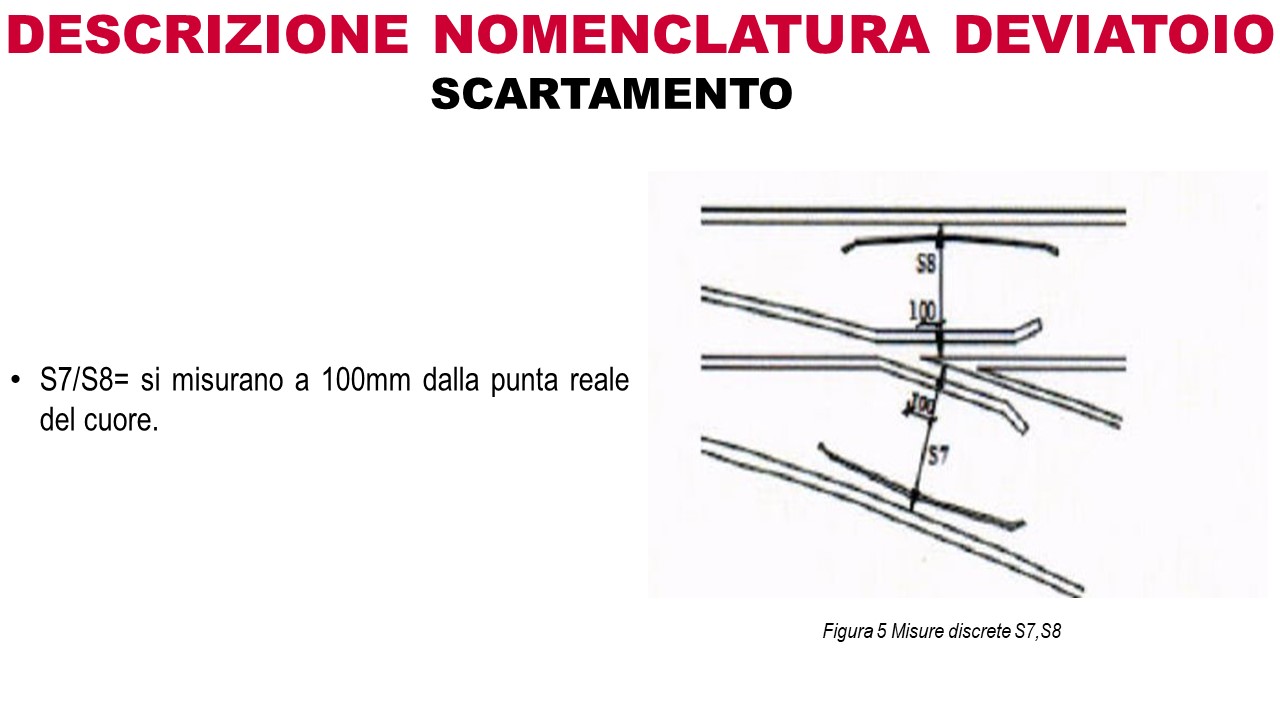 DESCRIZIONE NOMENCLATURA DEVIATOIO
SCARTAMENTO
• S7/S8= si misurano a 100mm dalla punta reale
del cuore.
S8
100
100
S7
Figura 5 Misure discrete S7,S8